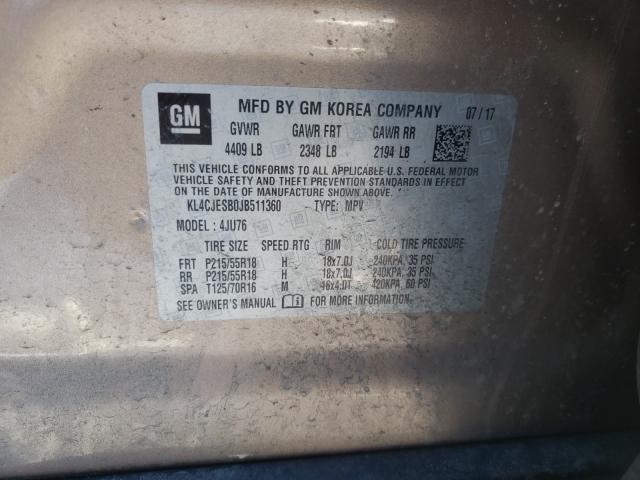 GM MFD BY GM KOREA COMPANY 07/17
GVWR GAWR FRT GAWR RR
4409 LB 2348 LB 2194 LB
THIS VEHICLE CONFORMS TO ALL APPLICABLE U.S. FEDERAL MOTOR
VEHICLE SAFETY AND THEFT PREVENTION STANDARDS IN EFFECT
ON THE DATE OF MANUFACTURE SHOWN ABOVE.
KL4CJESB0JB511360 TYPE: MPV
MODEL: 4JU76
TIRE SIZE SPEED RTG RIM COLD TIRE PRESSURE
FRT P215/55R18 H 18x7.0J 240KPA, 35 PSI
RR P215/55R18 H 18x7.0J 240KPA, 35 PSI
SPA T125/70R16 M 16x4.0T 420KPA, 60 PSI
SEE OWNER'S MANUAL FOR MORE INFORMATION.